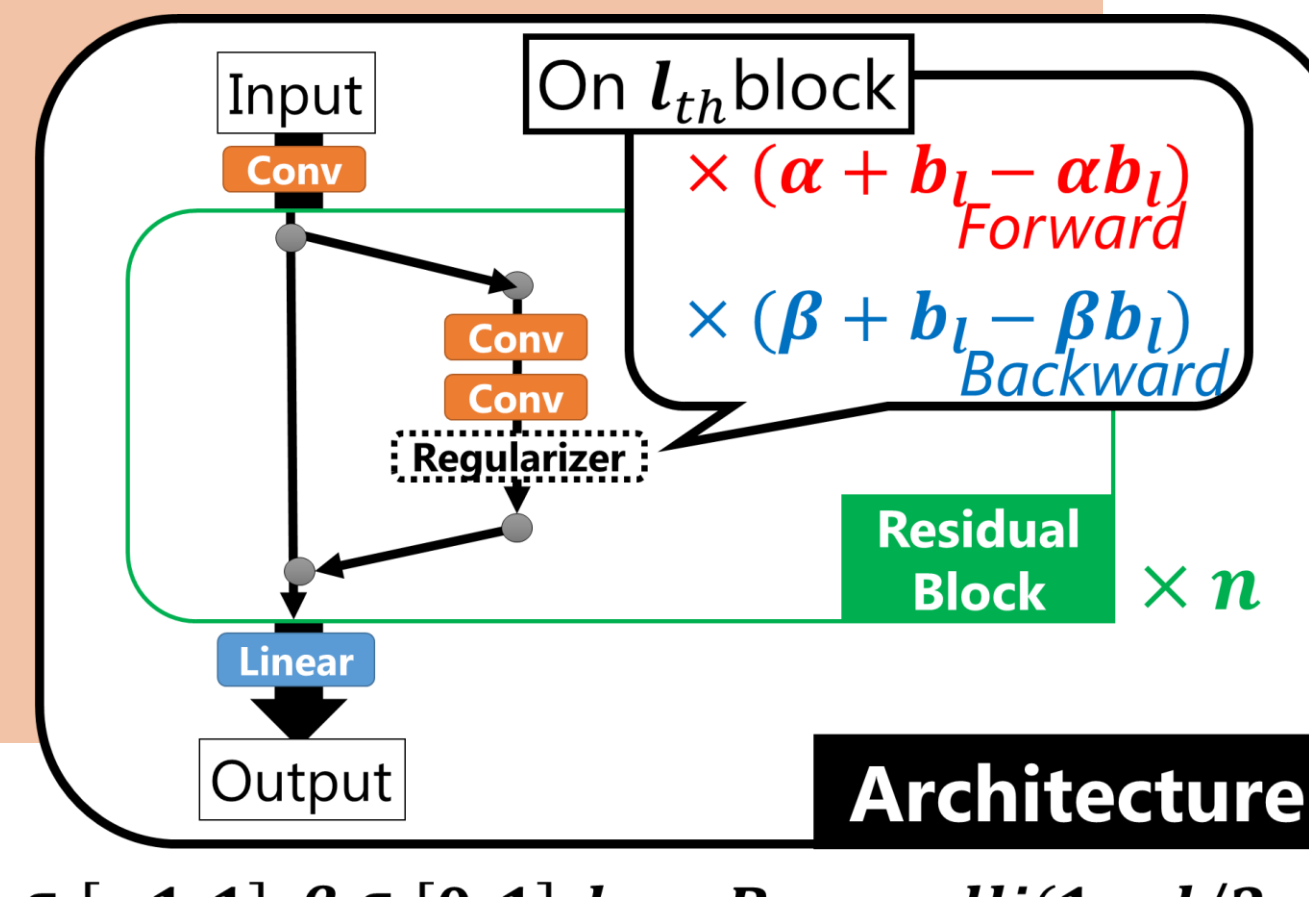 Input
On l_th block
Conv
× (α + b_l − αb_l)
Forward
× (β + b_l − βb_l)
Backward
Conv
Conv
Regularizer
Residual
Block
× n
Linear
Output
Architecture